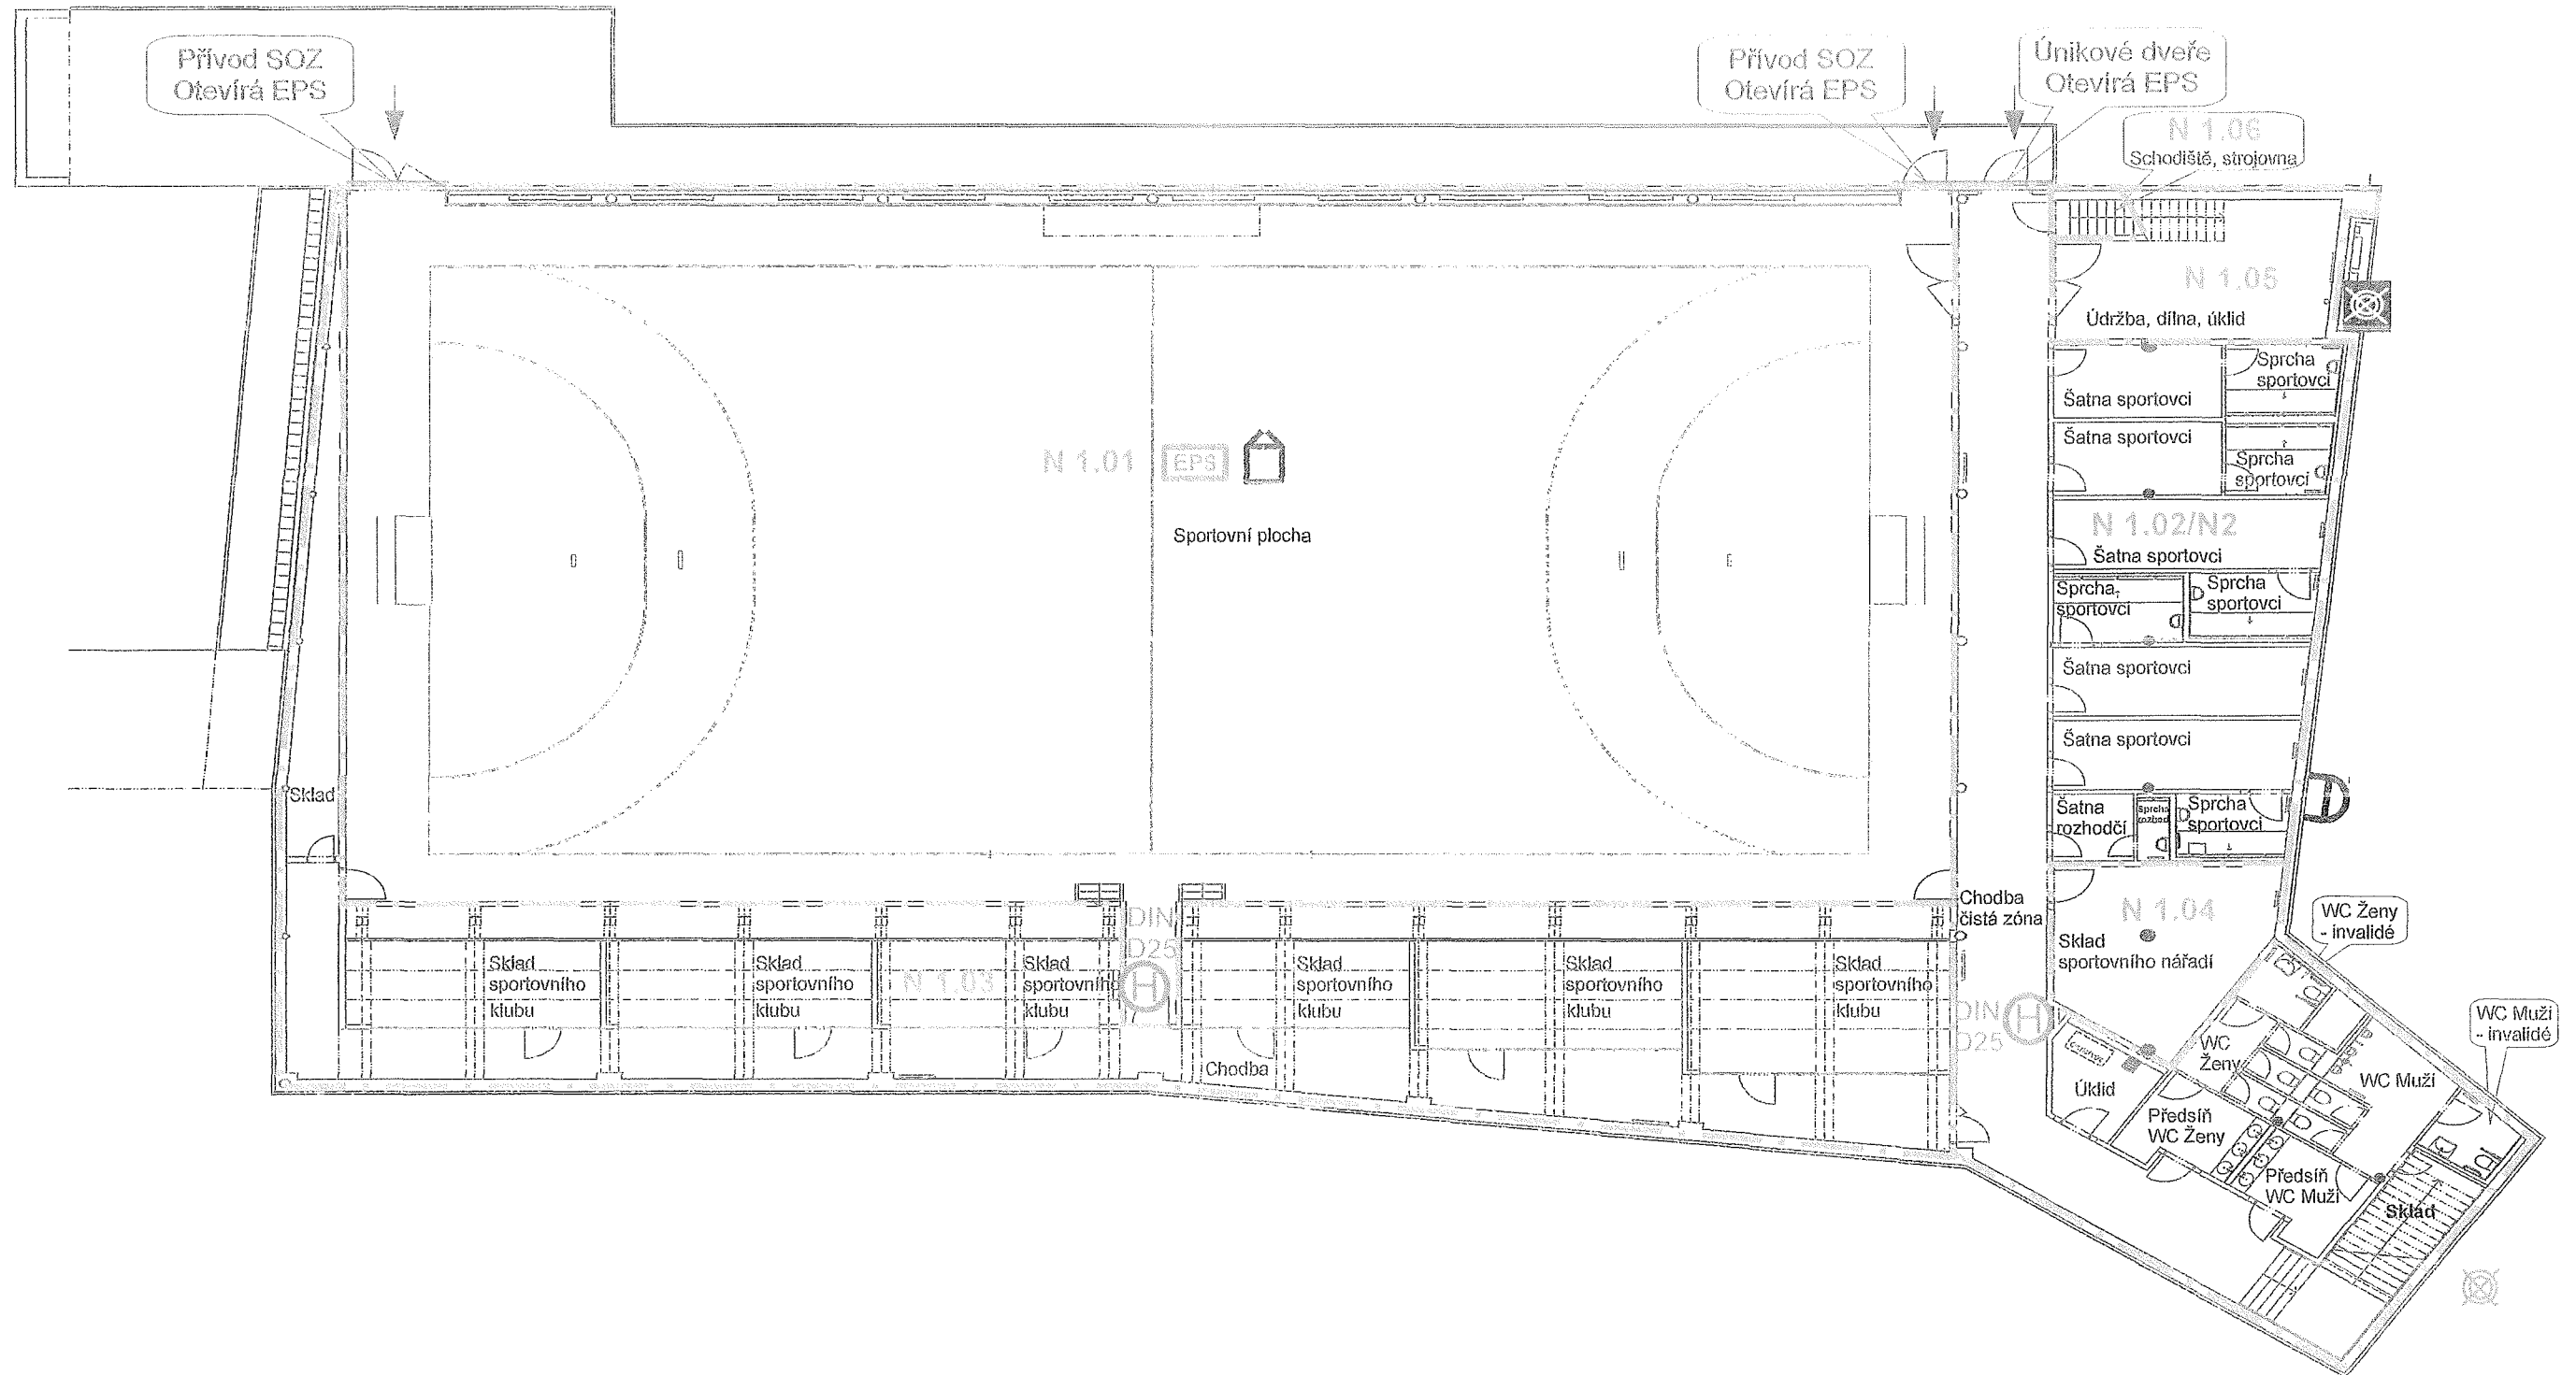 Přívod SOZ
Otevírá EPS
Přívod SOZ
Otevírá EPS
Únikové dveře
Otevírá EPS
N 1.06
Schodiště, strojovna
N 1.05
Údržba, dílna, úklid
Sprcha
sportovci
Šatna sportovci
Šatna sportovci
Sprcha
sportovci
N 1.01
EPS
Sportovní plocha
N 1.02/N2
Šatna sportovci
Sprcha
sportovci
Sprcha
sportovci
Šatna sportovci
Šatna sportovci
Sklad
Šatna
rozhodčí
Sprcha
rozhod
Sprcha
sportovci
D
Chodba
čistá zóna
N 1.04
WC Ženy
- invalidé
Sklad
sportovního nářadí
DIN
D25
H
Sklad
sportovního
klubu
Sklad
sportovního
klubu
N 1.03
Sklad
sportovního
klubu
Sklad
sportovního
klubu
Sklad
sportovního
klubu
Sklad
sportovního
klubu
DIN
D25
H
WC Muži
- invalidé
Chodba
WC
Ženy
WC Muži
Úklid
Předsíň
WC Ženy
Předsíň
WC Muži
Sklad